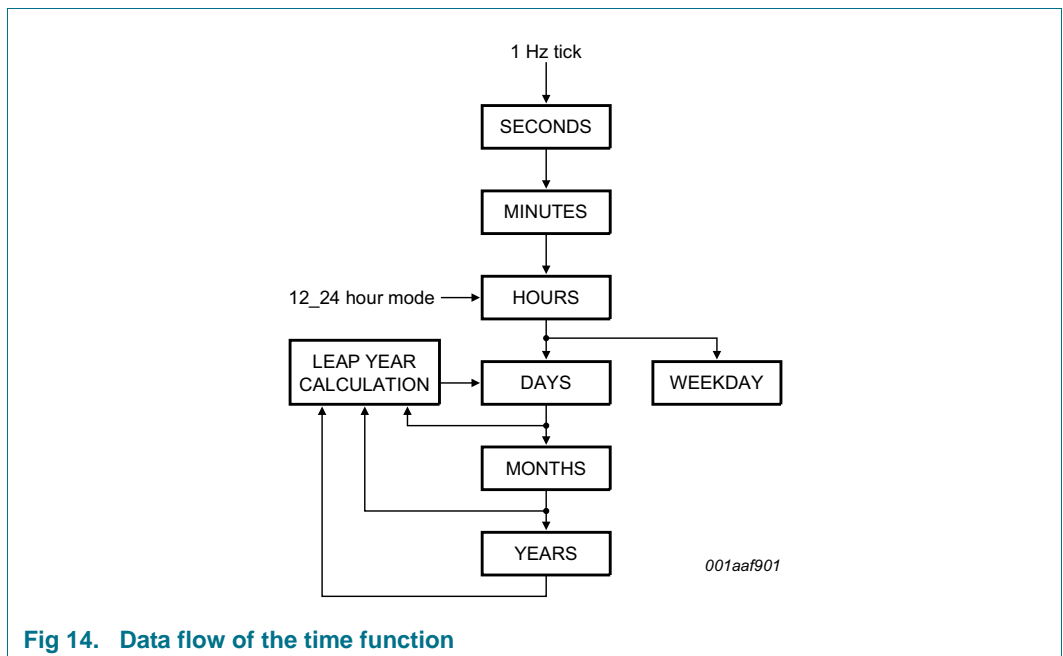 1 Hz tick
SECONDS
MINUTES
12_24 hour mode
HOURS
LEAP YEAR
CALCULATION
DAYS
WEEKDAY
MONTHS
YEARS
001aaf901
Fig 14. Data flow of the time function